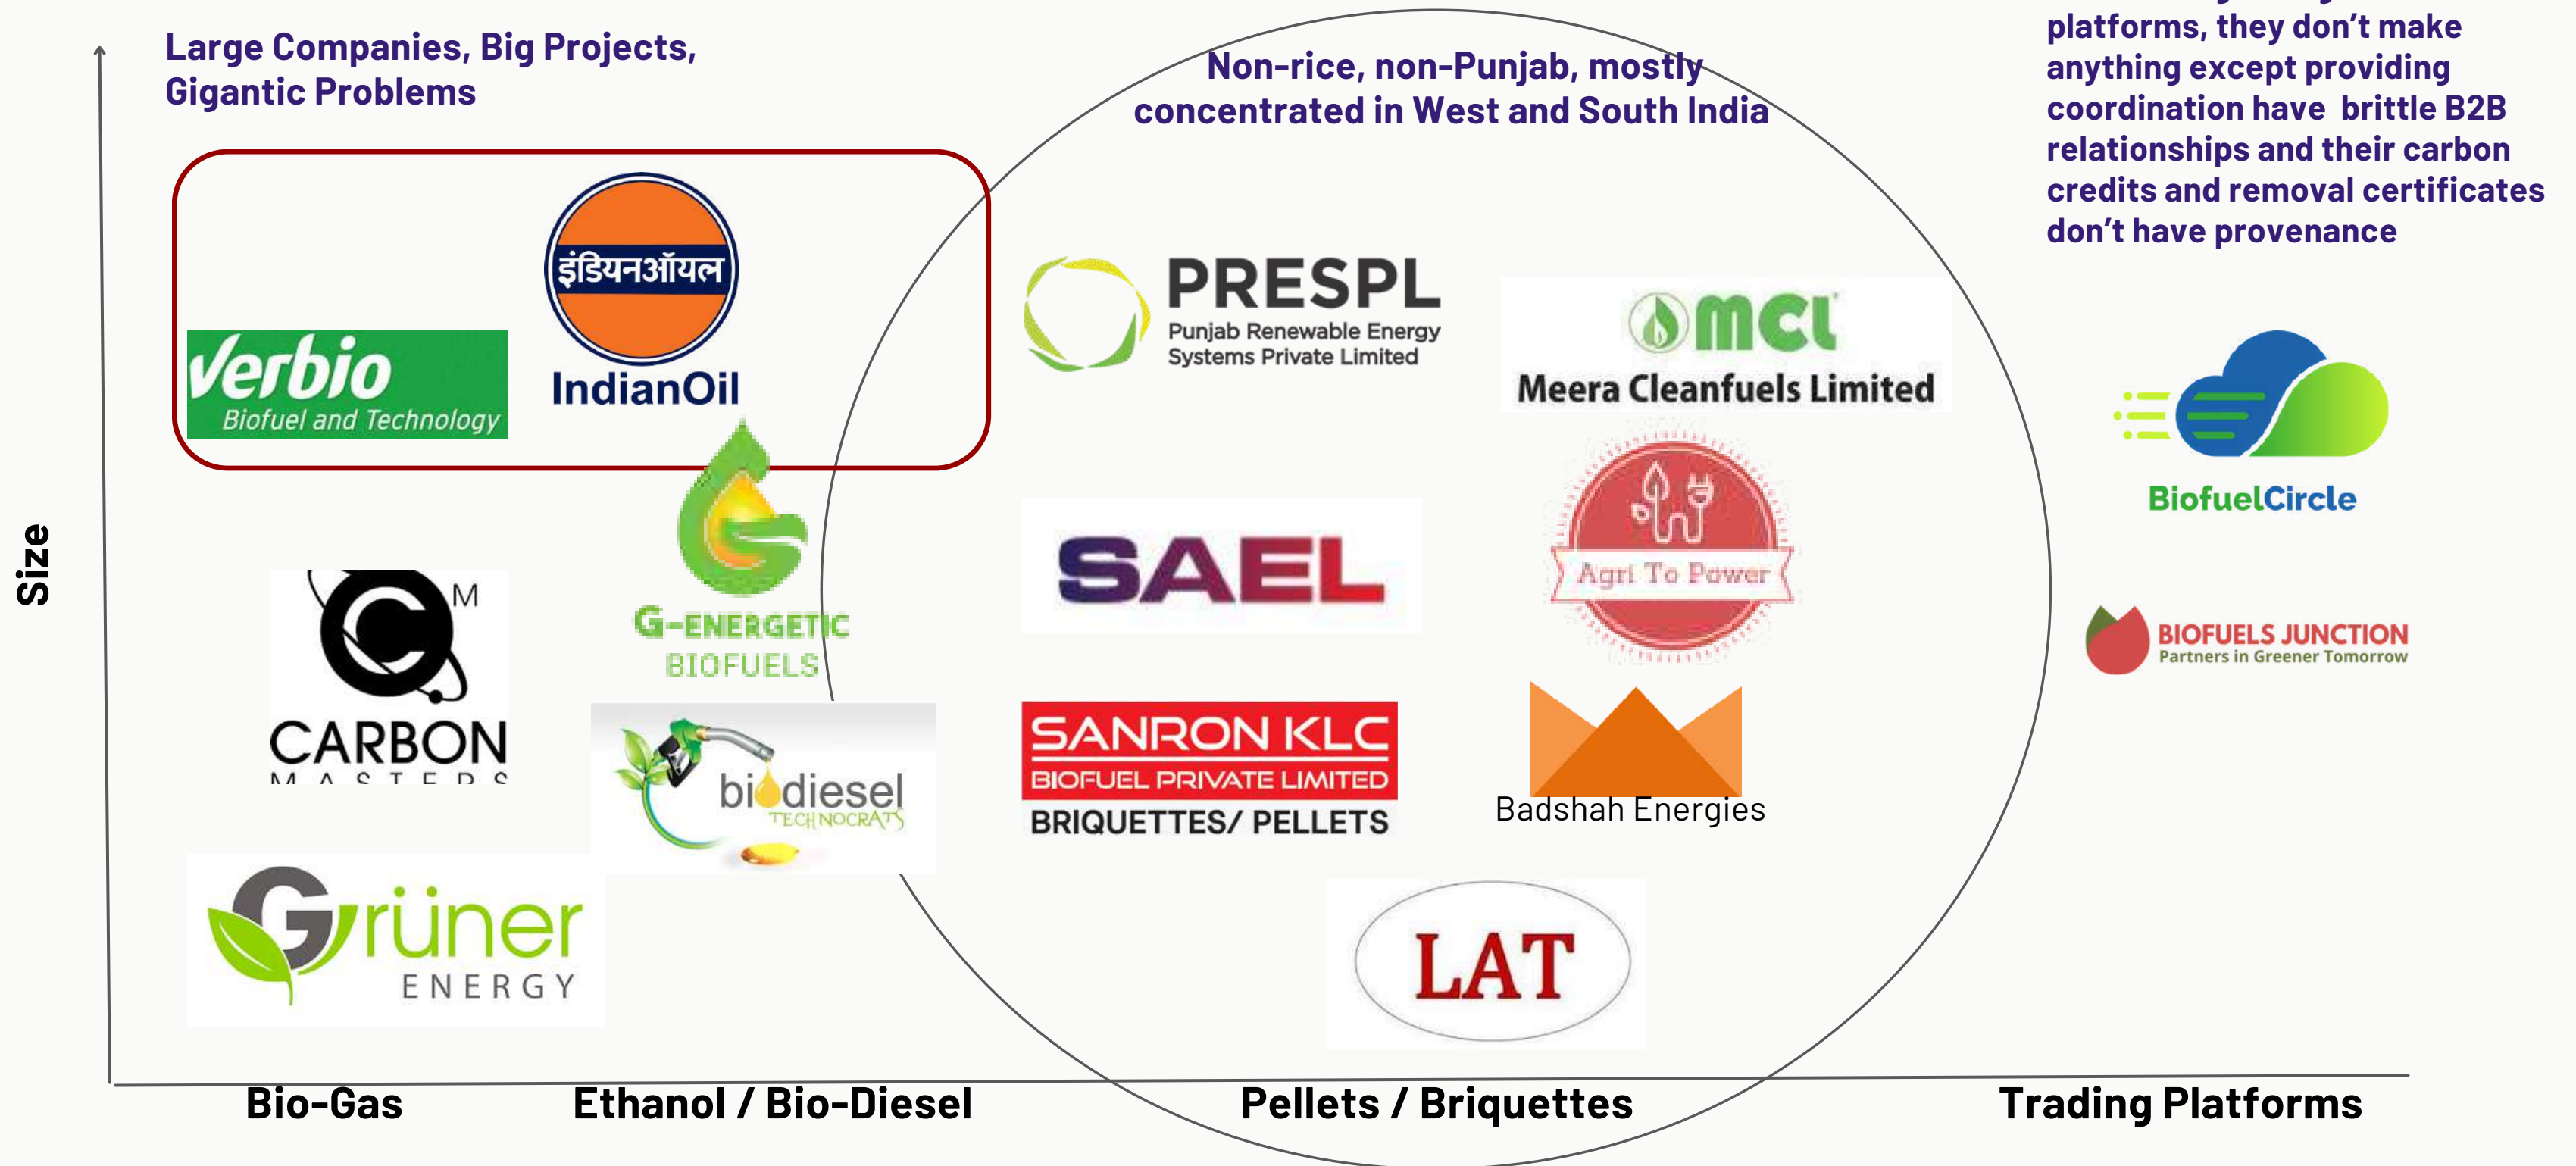 Large Companies, Big Projects,
Gigantic Problems
Non-rice, non-Punjab, mostly
concentrated in West and South India
platforms, they don't make
anything except providing
coordination have brittle B2B
relationships and their carbon
credits and removal certificates
don't have provenance
Size
इंडियनऑयल
IndianOil
Verbio
Biofuel and Technology
PRESPL
Punjab Renewable Energy
Systems Private Limited
mcl
Meera Cleanfuels Limited
BiofuelCircle
G-ENERGETIC
BIOFUELS
C M
CARBON
MASTERS
SAEL
Agri To Power
BIOFUELS JUNCTION
Partners in Greener Tomorrow
biodiesel
TECHNOCRATS
SANRON KLC
BIOFUEL PRIVATE LIMITED
BRIQUETTES/ PELLETS
Badshah Energies
Grüner
ENERGY
LAT
Bio-Gas
Ethanol / Bio-Diesel
Pellets / Briquettes
Trading Platforms